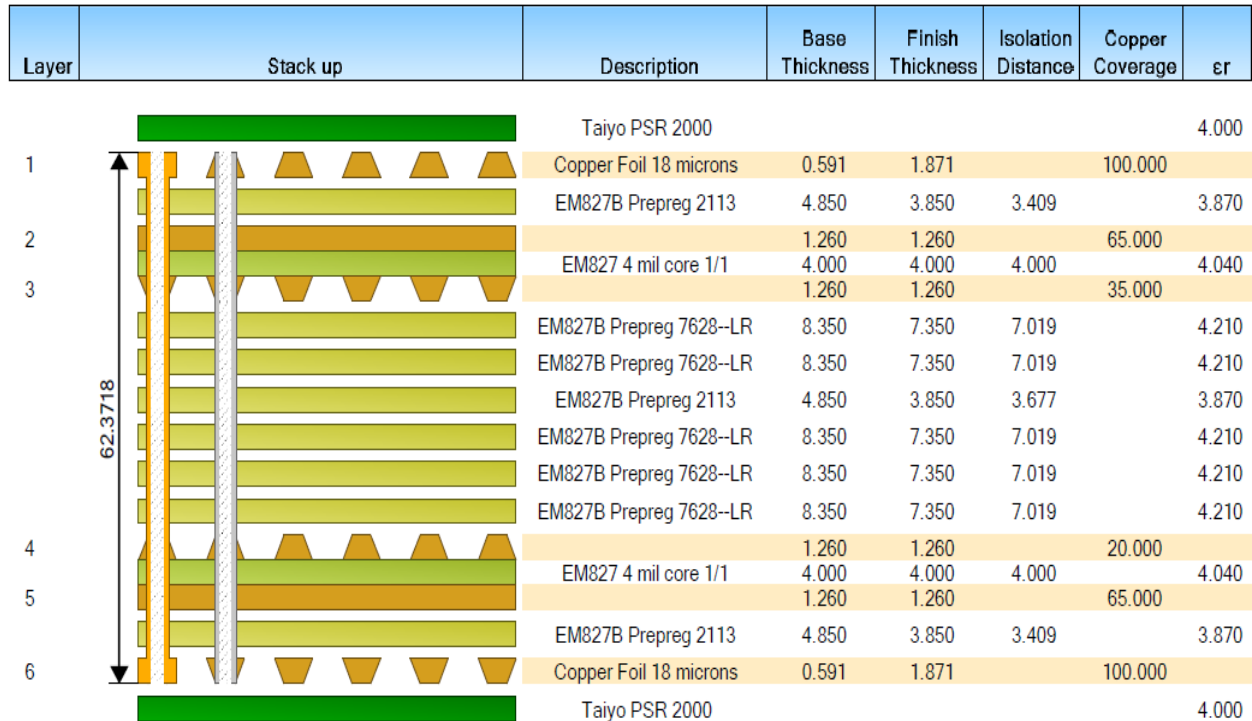 Layer Stack up Description Base Thickness Finish Thickness Isolation Distance Copper Coverage εr
Taiyo PSR 2000 4.000
1 Copper Foil 18 microns 0.591 1.871 100.000
EM827B Prepreg 2113 4.850 3.850 3.409 3.870
2 1.260 1.260 65.000
EM827 4 mil core 1/1 4.000 4.000 4.000 4.040
3 1.260 1.260 35.000
EM827B Prepreg 7628--LR 8.350 7.350 7.019 4.210
EM827B Prepreg 7628--LR 8.350 7.350 7.019 4.210
EM827B Prepreg 2113 4.850 3.850 3.677 3.870
62.3718
EM827B Prepreg 7628--LR 8.350 7.350 7.019 4.210
EM827B Prepreg 7628--LR 8.350 7.350 7.019 4.210
EM827B Prepreg 7628--LR 8.350 7.350 7.019 4.210
4 1.260 1.260 20.000
EM827 4 mil core 1/1 4.000 4.000 4.000 4.040
5 1.260 1.260 65.000
EM827B Prepreg 2113 4.850 3.850 3.409 3.870
6 Copper Foil 18 microns 0.591 1.871 100.000
Taiyo PSR 2000 4.000